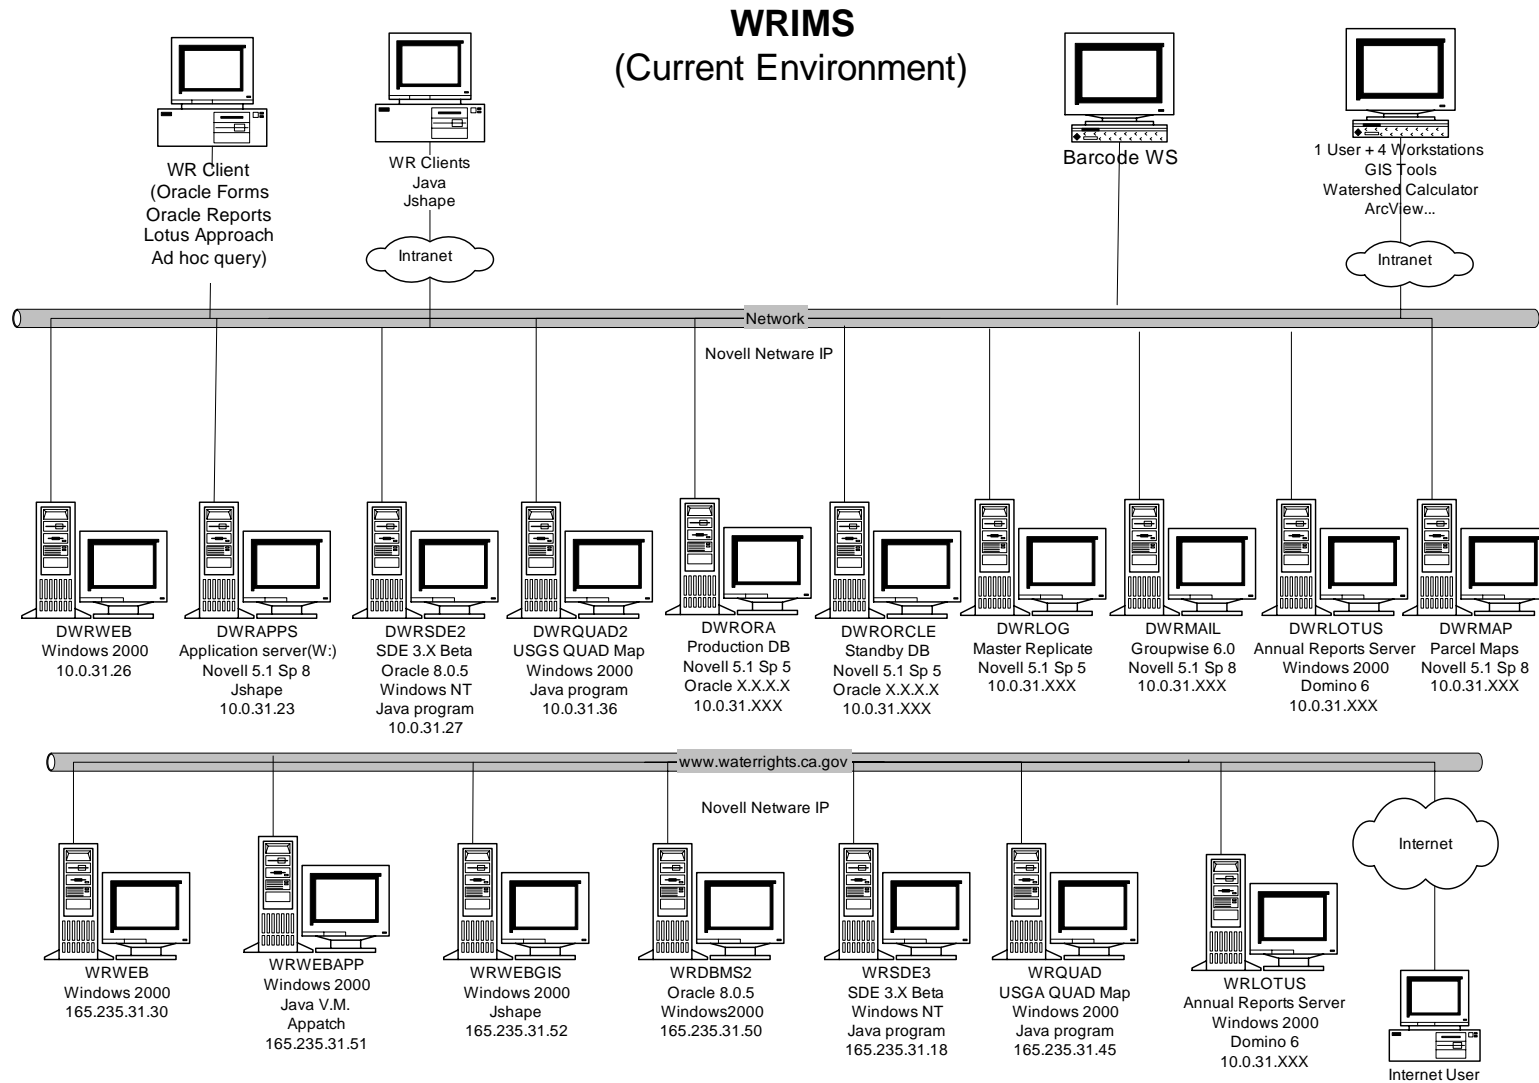 WRIMS
(Current Environment)
WR Client
(Oracle Forms
Oracle Reports
Lotus Approach
Ad hoc query)
WR Clients
Java
Jshape
Intranet
Barcode WS
1 User + 4 Workstations
GIS Tools
Watershed Calculator
ArcView...
Intranet
Network
Novell Netware IP
DWRWEB
Windows 2000
10.0.31.26
DWRAPPS
Application server(W:)
Novell 5.1 Sp 8
Jshape
10.0.31.23
DWRSDE2
SDE 3.X Beta
Oracle 8.0.5
Windows NT
Java program
10.0.31.27
DWRQUAD2
USGS QUAD Map
Windows 2000
Java program
10.0.31.36
DWRORA
Production DB
Novell 5.1 Sp 5
Oracle X.X.X.X
10.0.31.XXX
DWRORCLE
Standby DB
Novell 5.1 Sp 5
Oracle X.X.X.X
10.0.31.XXX
DWRLOG
Master Replicate
Novell 5.1 Sp 5
10.0.31.XXX
DWRMAIL
Groupwise 6.0
Novell 5.1 Sp 8
10.0.31.XXX
DWRLOTUS
Annual Reports Server
Windows 2000
Domino 6
10.0.31.XXX
DWRMAP
Parcel Maps
Novell 5.1 Sp 8
10.0.31.XXX
www.waterrights.ca.gov
Novell Netware IP
Internet
WRWEB
Windows 2000
165.235.31.30
WRWEBAPP
Windows 2000
Java V.M.
Appatch
165.235.31.51
WRWEBGIS
Windows 2000
Jshape
165.235.31.52
WRDBMS2
Oracle 8.0.5
Windows2000
165.235.31.50
WRSDE3
SDE 3.X Beta
Windows NT
Java program
165.235.31.18
WRQUAD
USGA QUAD Map
Windows 2000
Java program
165.235.31.45
WRLOTUS
Annual Reports Server
Windows 2000
Domino 6
10.0.31.XXX
Internet User